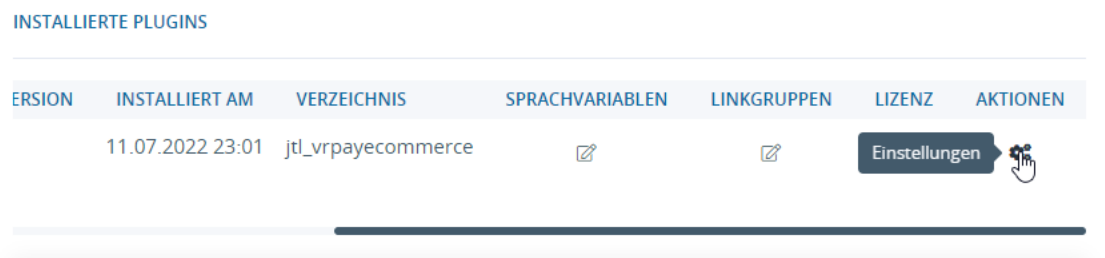 INSTALLIERTE PLUGINS
ERSION INSTALLIERT AM VERZEICHNIS SPRACHVARIABLEN LINKGRUPPEN LIZENZ AKTIONEN
11.07.2022 23:01 jtl_vrpayecommerce Einstellungen